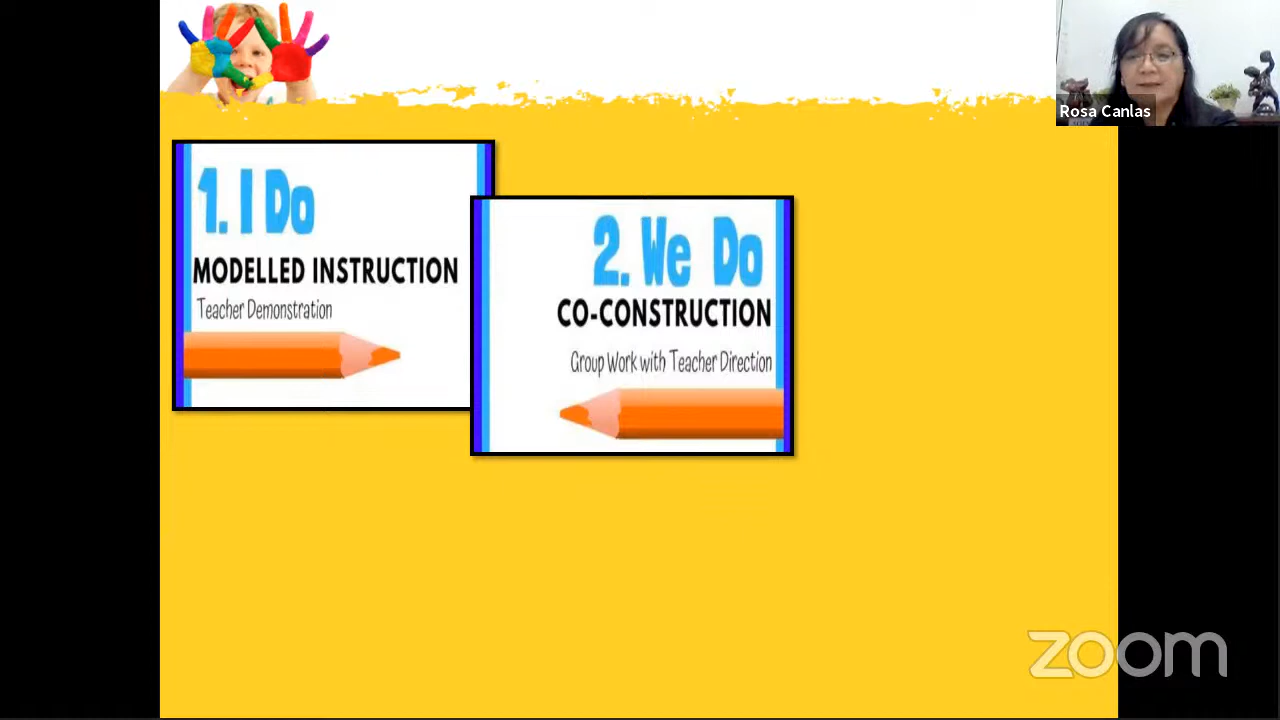 1. I Do
MODELLED INSTRUCTION
Teacher Demonstration
2. We Do
CO-CONSTRUCTION
Group Work with Teacher Direction
Rosa Canlas
zoom